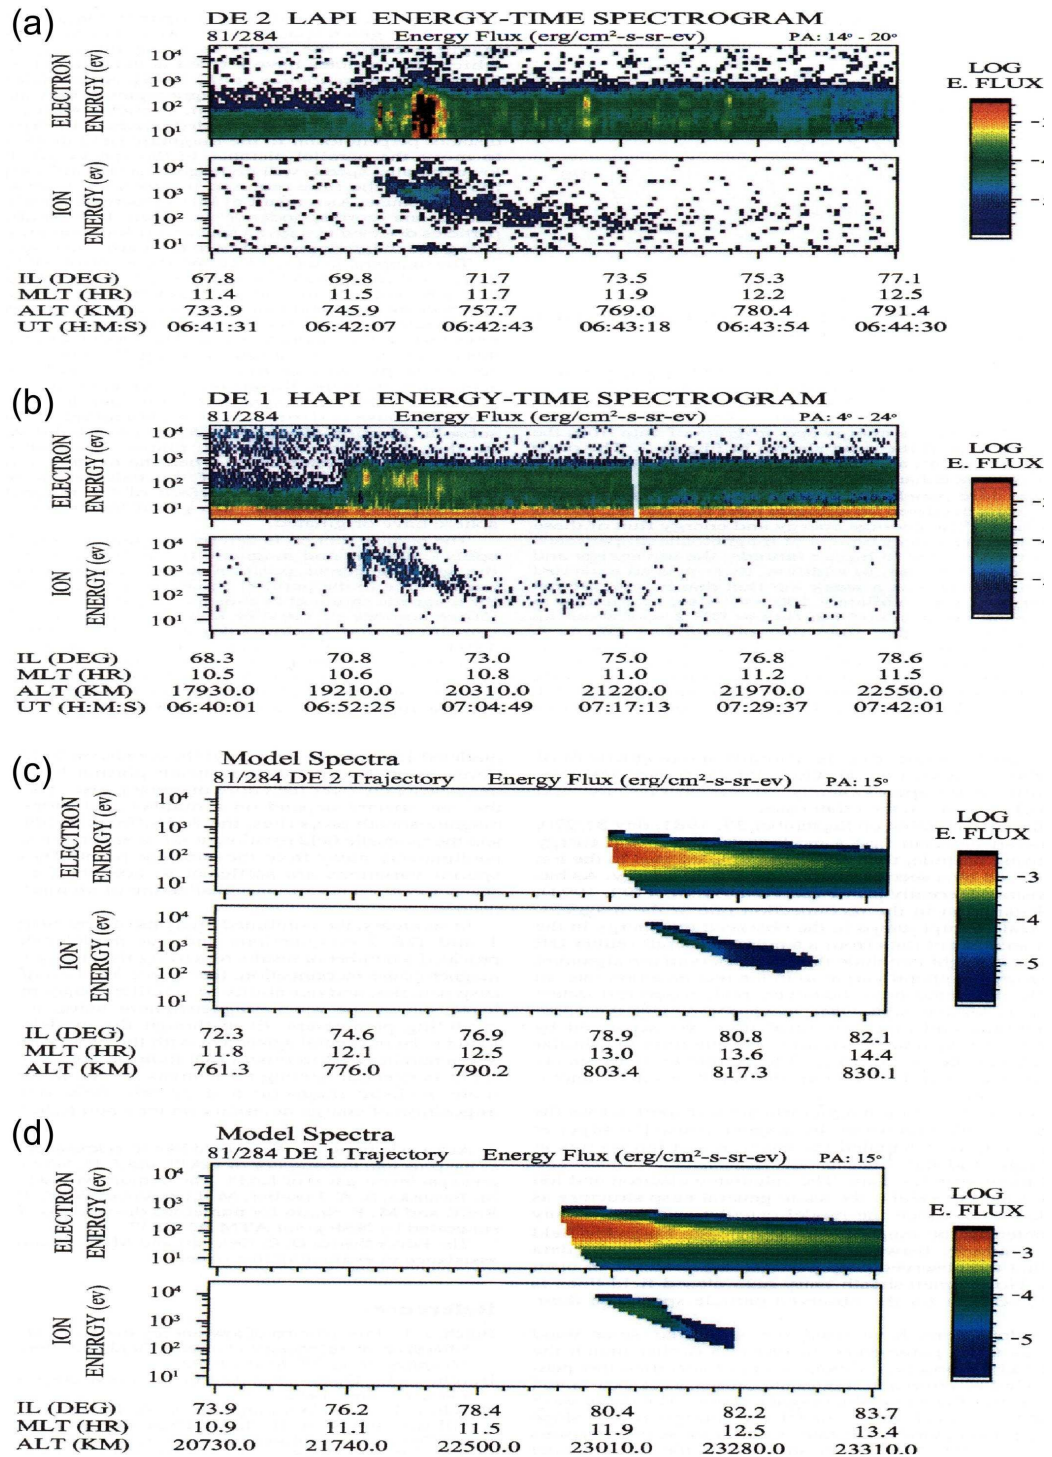 (a)
DE 2 LAPI ENERGY-TIME SPECTROGRAM
81/284 Energy Flux (erg/cm²-s-sr-ev) PA: 14° - 20°
ELECTRON ENERGY (ev)
10⁴
10³
10²
10¹
ION ENERGY (ev)
10⁴
10³
10²
10¹
LOG E. FLUX
-4
IL (DEG) 67.8 69.8 71.7 73.5 75.3 77.1
MLT (HR) 11.4 11.5 11.7 11.9 12.2 12.5
ALT (KM) 733.9 745.9 757.7 769.0 780.4 791.4
UT (H:M:S) 06:41:31 06:42:07 06:42:43 06:43:18 06:43:54 06:44:30
(b)
DE 1 HAPI ENERGY-TIME SPECTROGRAM
81/284 Energy Flux (erg/cm²-s-sr-ev) PA: 4° - 24°
ELECTRON ENERGY (ev)
10⁴
10³
10²
10¹
ION ENERGY (ev)
10⁴
10³
10²
10¹
LOG E. FLUX
-4
IL (DEG) 68.3 70.8 73.0 75.0 76.8 78.6
MLT (HR) 10.5 10.6 10.8 11.0 11.2 11.5
ALT (KM) 17930.0 19210.0 20310.0 21220.0 21970.0 22550.0
UT (H:M:S) 06:40:01 06:52:25 07:04:49 07:17:13 07:29:37 07:42:01
(c)
Model Spectra
81/284 DE 2 Trajectory Energy Flux (erg/cm²-s-sr-ev) PA: 15°
ELECTRON ENERGY (ev)
10⁴
10³
10²
10¹
ION ENERGY (ev)
10⁴
10³
10²
10¹
LOG E. FLUX
-3
-4
-5
IL (DEG) 72.3 74.6 76.9 78.9 80.8 82.1
MLT (HR) 11.8 12.1 12.5 13.0 13.6 14.4
ALT (KM) 761.3 776.0 790.2 803.4 817.3 830.1
(d)
Model Spectra
81/284 DE 1 Trajectory Energy Flux (erg/cm²-s-sr-ev) PA: 15°
ELECTRON ENERGY (ev)
10⁴
10³
10²
10¹
ION ENERGY (ev)
10⁴
10³
10²
10¹
LOG E. FLUX
-3
-4
-5
IL (DEG) 73.9 76.2 78.4 80.4 82.2 83.7
MLT (HR) 10.9 11.1 11.5 11.9 12.5 13.4
ALT (KM) 20730.0 21740.0 22500.0 23010.0 23280.0 23310.0